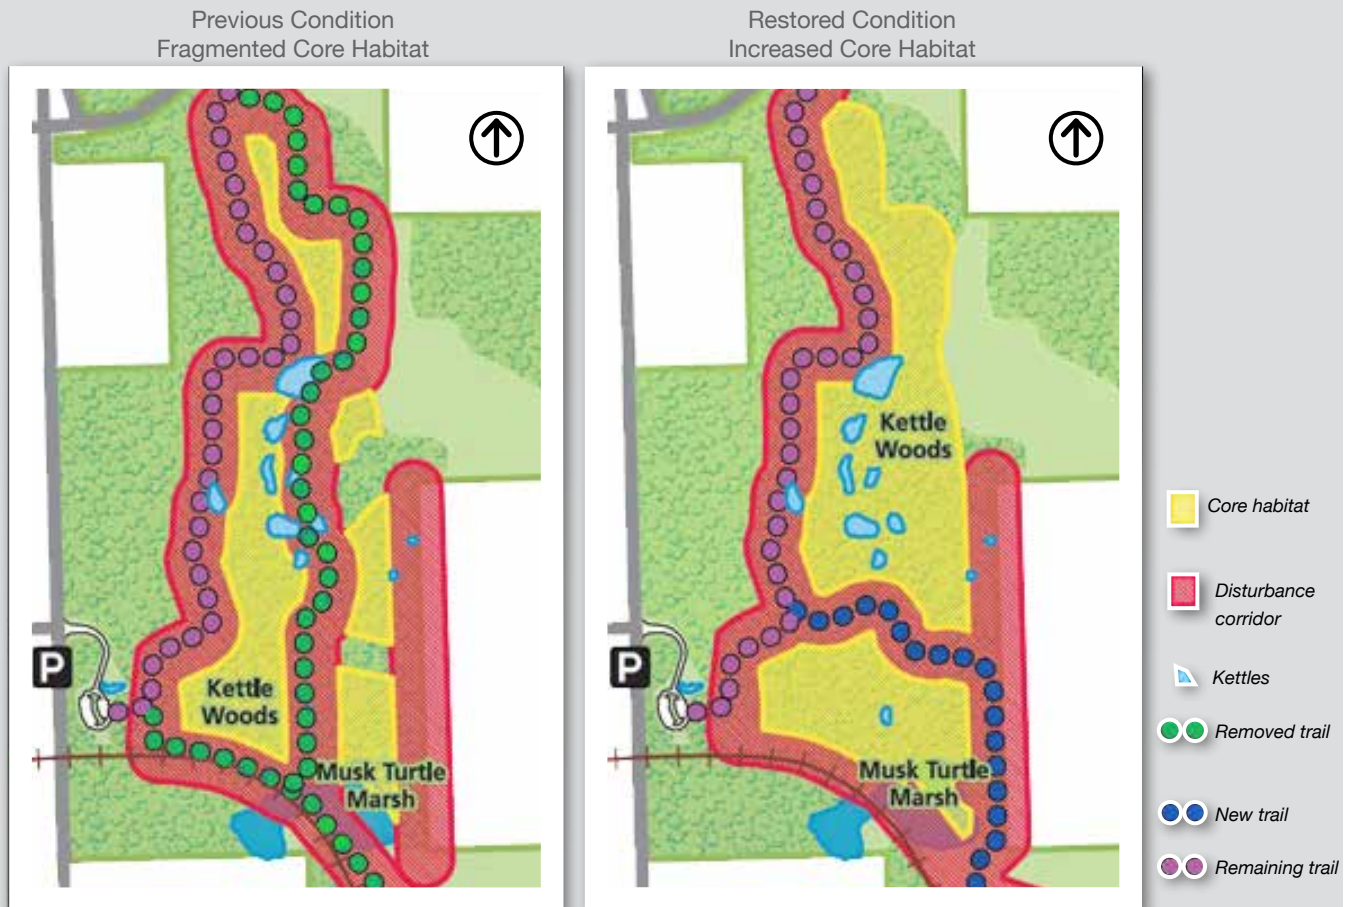 Previous Condition
Fragmented Core Habitat
Restored Condition
Increased Core Habitat
P
Kettle
Woods
Musk Turtle
Marsh
P
Kettle
Woods
Musk Turtle
Marsh
Core habitat
Disturbance
corridor
Kettles
Removed trail
New trail
Remaining trail